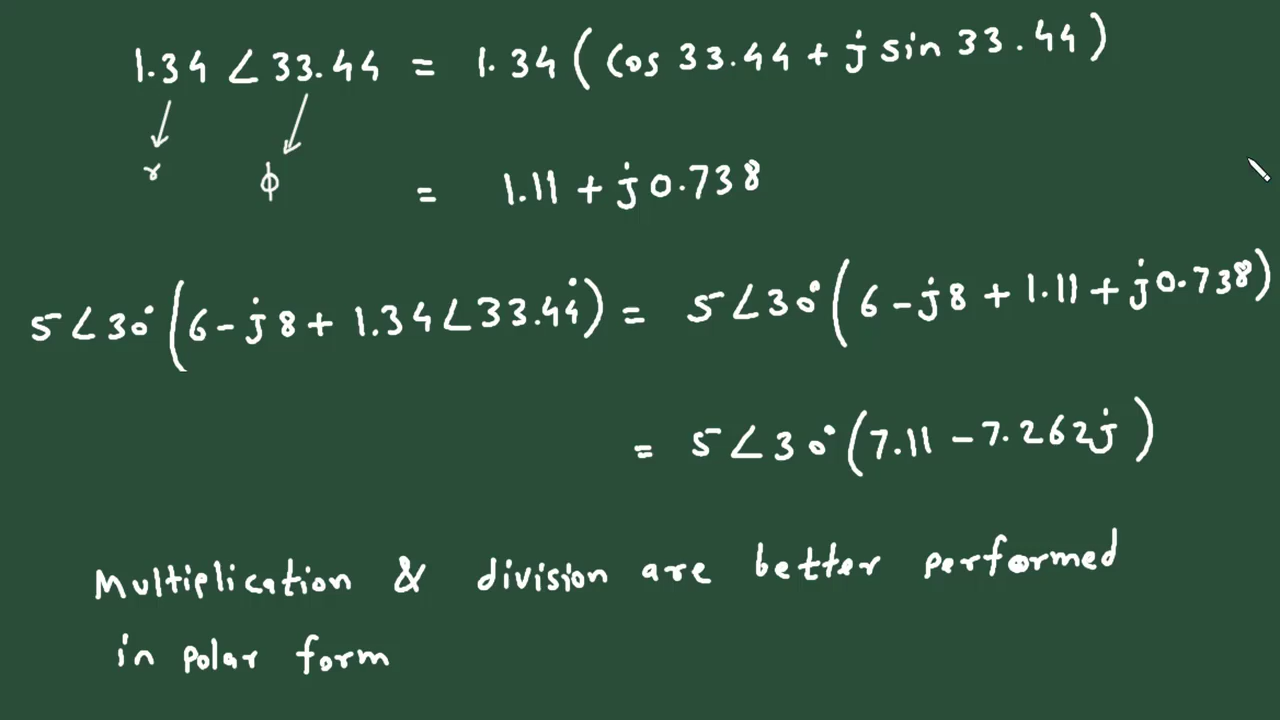 1.34 ∠ 33.44 = 1.34 ( Cos 33.44 + j sin 33.44 )
r ϕ
= 1.11 + j 0.738
5∠30° ( 6 - j8 + 1.34∠33.44° ) = 5∠30° ( 6 - j8 + 1.11 + j0.738 )
= 5∠30° ( 7.11 - 7.262j )
Multiplication & division are better performed
in polar form